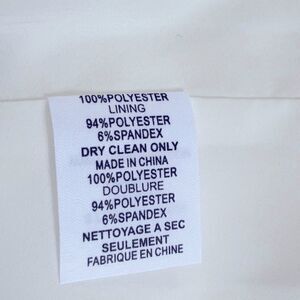 100%POLYESTER
LINING
94%POLYESTER
6%SPANDEX
DRY CLEAN ONLY
MADE IN CHINA
100%POLYESTER
DOUBLURE
94%POLYESTER
6%SPANDEX
NETTOYAGE A SEC
SEULEMENT
FABRIQUE EN CHINE